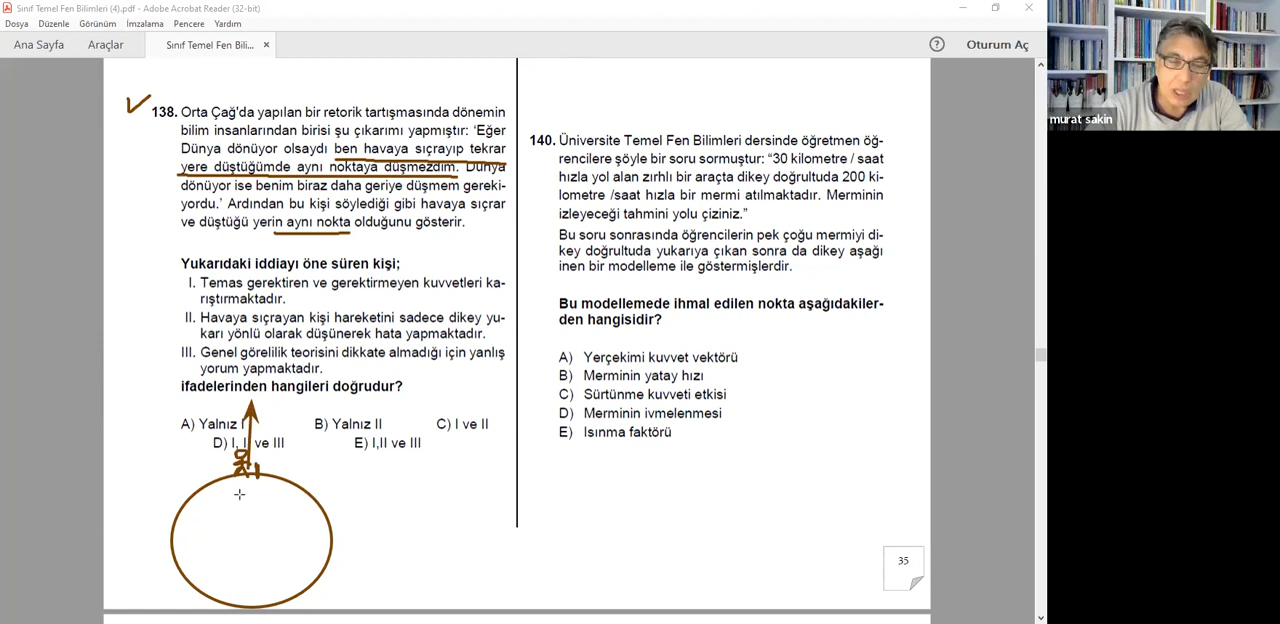 Sınıf Temel Fen Bilimleri (4).pdf - Adobe Acrobat Reader (32-bit)
Dosya Düzenle Görünüm İmzalama Pencere Yardım
Ana Sayfa Araçlar Sınıf Temel Fen Bili... × ? Oturum Aç
murat sakin
138. Orta Çağ'da yapılan bir retorik tartışmasında dönemin
bilim insanlarından birisi şu çıkarımı yapmıştır: 'Eğer
Dünya dönüyor olsaydı ben havaya sıçrayıp tekrar
yere düştüğümde aynı noktaya düşmezdim. Dünya
dönüyor ise benim biraz daha geriye düşmem gereki-
yordu.' Ardından bu kişi söylediği gibi havaya sıçrar
ve düştüğü yerin aynı nokta olduğunu gösterir.
Yukarıdaki iddiayı öne süren kişi;
I. Temas gerektiren ve gerektirmeyen kuvvetleri ka-
rıştırmaktadır.
II. Havaya sıçrayan kişi hareketini sadece dikey yu-
karı yönlü olarak düşünerek hata yapmaktadır.
III. Genel görelilik teorisini dikkate almadığı için yanlış
yorum yapmaktadır.
ifadelerinden hangileri doğrudur?
A) Yalnız I B) Yalnız II C) I ve II
D) I, I ve III E) I,II ve III
140. Üniversite Temel Fen Bilimleri dersinde öğretmen öğ-
rencilere şöyle bir soru sormuştur: “30 kilometre / saat
hızla yol alan zırhlı bir araçta dikey doğrultuda 200 ki-
lometre /saat hızla bir mermi atılmaktadır. Merminin
izleyeceği tahmini yolu çiziniz.”
Bu soru sonrasında öğrencilerin pek çoğu mermiyi di-
key doğrultuda yukarıya çıkan sonra da dikey aşağı
inen bir modelleme ile göstermişlerdir.
Bu modellemede ihmal edilen nokta aşağıdakiler-
den hangisidir?
A) Yerçekimi kuvvet vektörü
B) Merminin yatay hızı
C) Sürtünme kuvveti etkisi
D) Merminin ivmelenmesi
E) Isınma faktörü
35